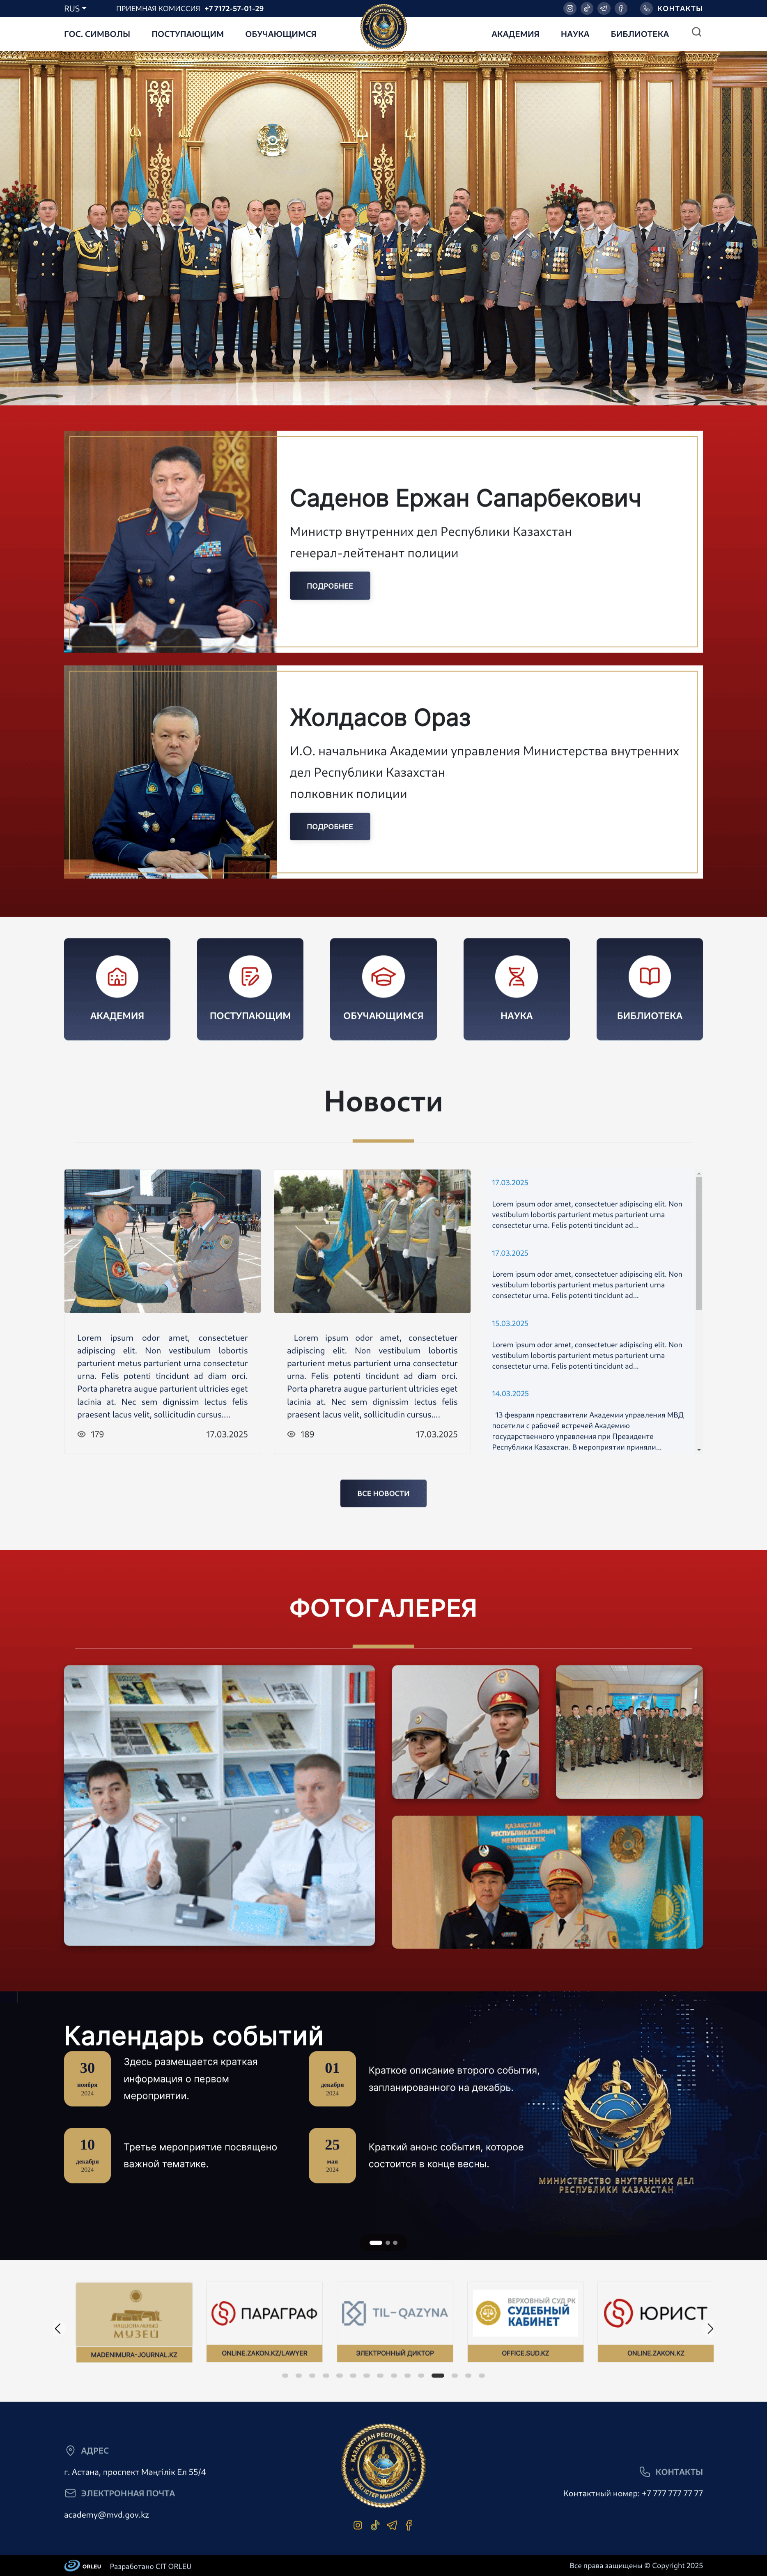 RUS
ПРИЕМНАЯ КОМИССИЯ +7 7172-57-01-29
КОНТАКТЫ
ГОС. СИМВОЛЫ
ПОСТУПАЮЩИМ
ОБУЧАЮЩИМСЯ
АКАДЕМИЯ
НАУКА
БИБЛИОТЕКА
Саденов Ержан Сапарбекович
Министр внутренних дел Республики Казахстан
генерал-лейтенант полиции
ПОДРОБНЕЕ
Жолдасов Ораз
И.О. начальника Академии управления Министерства внутренних
дел Республики Казахстан
полковник полиции
ПОДРОБНЕЕ
АКАДЕМИЯ
ПОСТУПАЮЩИМ
ОБУЧАЮЩИМСЯ
НАУКА
БИБЛИОТЕКА
Новости
Lorem ipsum odor amet, consectetuer
adipiscing elit. Non vestibulum lobortis
parturient metus parturient urna consectetur
urna. Felis potenti tincidunt ad diam orci.
Porta pharetra augue parturient ultricies eget
lacinia at. Nec sem dignissim lectus felis
praesent lacus velit, sollicitudin cursus....
179
17.03.2025
Lorem ipsum odor amet, consectetuer
adipiscing elit. Non vestibulum lobortis
parturient metus parturient urna consectetur
urna. Felis potenti tincidunt ad diam orci.
Porta pharetra augue parturient ultricies eget
lacinia at. Nec sem dignissim lectus felis
praesent lacus velit, sollicitudin cursus....
189
17.03.2025
17.03.2025
Lorem ipsum odor amet, consectetuer adipiscing elit. Non
vestibulum lobortis parturient metus parturient urna
consectetur urna. Felis potenti tincidunt ad...
17.03.2025
Lorem ipsum odor amet, consectetuer adipiscing elit. Non
vestibulum lobortis parturient metus parturient urna
consectetur urna. Felis potenti tincidunt ad...
15.03.2025
Lorem ipsum odor amet, consectetuer adipiscing elit. Non
vestibulum lobortis parturient metus parturient urna
consectetur urna. Felis potenti tincidunt ad...
14.03.2025
13 февраля представители Академии управления МВД
посетили с рабочей встречей Академию
государственного управления при Президенте
Республики Казахстан. В мероприятии приняли...
ВСЕ НОВОСТИ
ФОТОГАЛЕРЕЯ
ҚАЗАҚСТАН
РЕСПУБЛИКАСЫНЫҢ
МЕМЛЕКЕТТІК
Календарь событий
30
ноября
2024
Здесь размещается краткая
информация о первом
мероприятии.
01
декабря
2024
Краткое описание второго события,
запланированного на декабрь.
10
декабря
2024
Третье мероприятие посвящено
важной тематике.
25
мая
2024
Краткий анонс события, которое
состоится в конце весны.
МИНИСТЕРСТВО ВНУТРЕННИХ ДЕЛ
РЕСПУБЛИКИ КАЗАХСТАН
НАЦИОНАЛЬНЫЙ
МУЗЕЙ
MADENIMURA-JOURNAL.KZ
ПАРАГРАФ
ONLINE.ZAKON.KZ/LAWYER
TIL-QAZYNA
ЭЛЕКТРОННЫЙ ДИКТОР
ВЕРХОВНЫЙ СУД РК
СУДЕБНЫЙ
КАБИНЕТ
OFFICE.SUD.KZ
ЮРИСТ
ONLINE.ZAKON.KZ
АДРЕС
г. Астана, проспект Мәңгілік Ел 55/4
ЭЛЕКТРОННАЯ ПОЧТА
academy@mvd.gov.kz
ҚАЗАҚСТАН РЕСПУБЛИКАСЫ
ІШКІ ІСТЕР МИНИСТРЛІГІ
КОНТАКТЫ
Контактный номер: +7 777 777 77 77
ORLEU
Разработано CIT ORLEU
Все права защищены © Copyright 2025